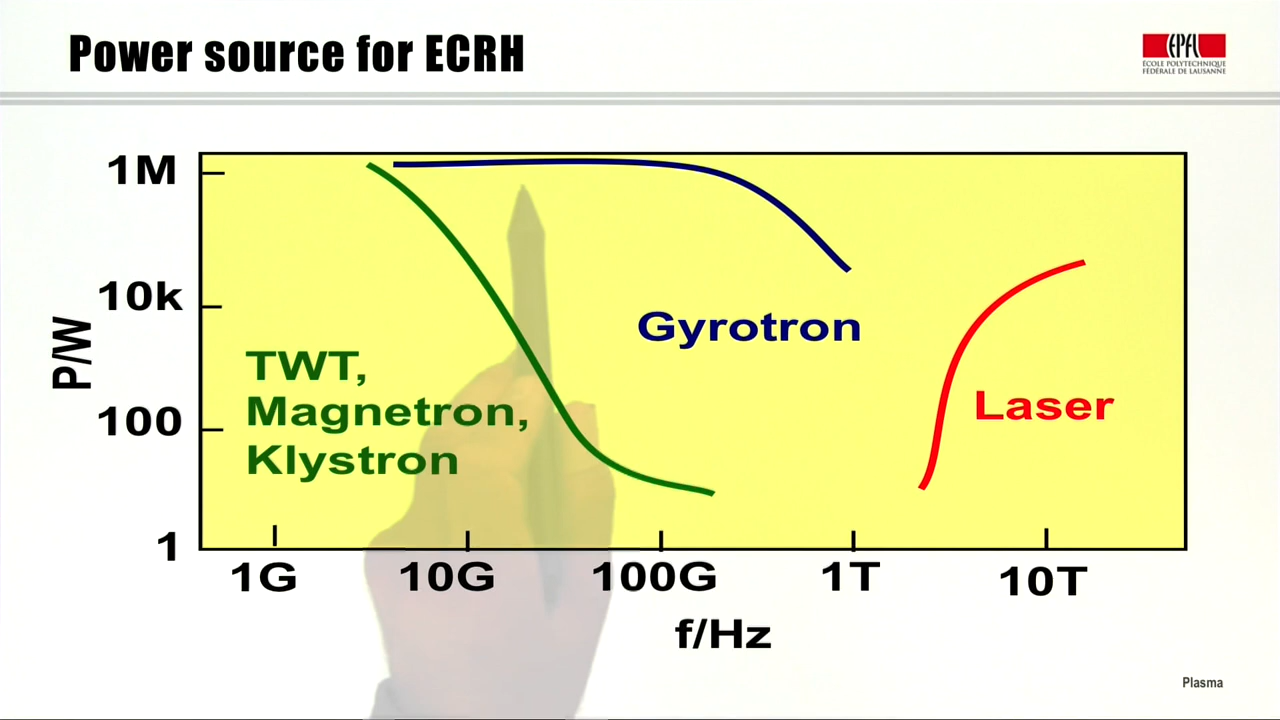 Power source for ECRH
EPFL
ÉCOLE POLYTECHNIQUE
FÉDÉRALE DE LAUSANNE
1M
10k
100
1
P/W
TWT,
Magnetron,
Klystron
Gyrotron
Laser
1G
10G
100G
1T
10T
f/Hz
Plasma